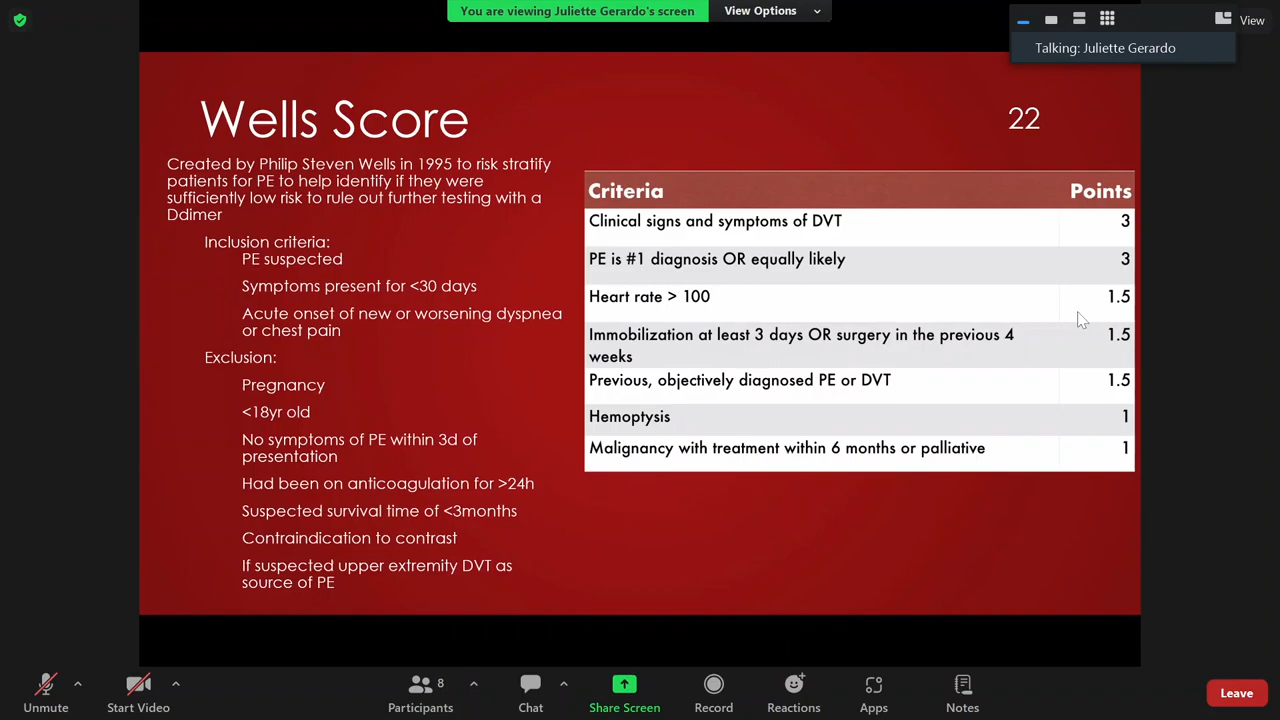 You are viewing Juliette Gerardo's screen
View Options
View
Talking: Juliette Gerardo
Wells Score
22
Created by Philip Steven Wells in 1995 to risk stratify
patients for PE to help identify if they were
sufficiently low risk to rule out further testing with a
Ddimer
Inclusion criteria:
PE suspected
Symptoms present for <30 days
Acute onset of new or worsening dyspnea
or chest pain
Exclusion:
Pregnancy
<18yr old
No symptoms of PE within 3d of
presentation
Had been on anticoagulation for >24h
Suspected survival time of <3months
Contraindication to contrast
If suspected upper extremity DVT as
source of PE
Criteria Points
Clinical signs and symptoms of DVT 3
PE is #1 diagnosis OR equally likely 3
Heart rate > 100 1.5
Immobilization at least 3 days OR surgery in the previous 4 1.5
weeks
Previous, objectively diagnosed PE or DVT 1.5
Hemoptysis 1
Malignancy with treatment within 6 months or palliative 1
Unmute
Start Video
8
Participants
Chat
Share Screen
Record
Reactions
Apps
Notes
Leave